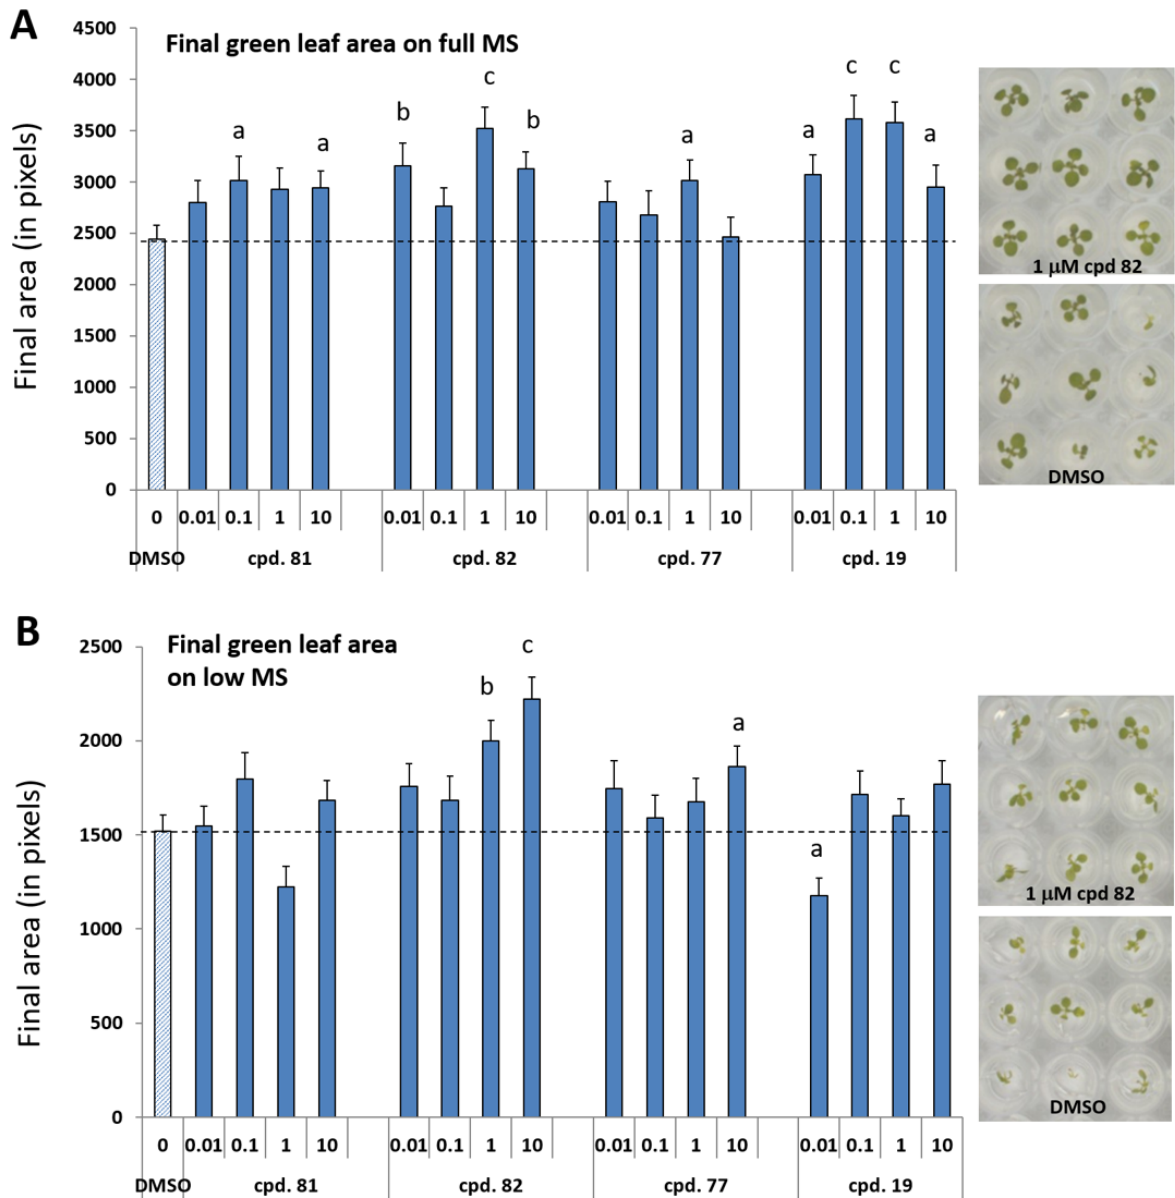 A
Final green leaf area on full MS
Final area (in pixels)
4500
4000
3500
3000
2500
2000
1500
1000
500
0
a a b c b a a c c a
0 0.01 0.1 1 10 0.01 0.1 1 10 0.01 0.1 1 10 0.01 0.1 1 10
DMSO cpd. 81 cpd. 82 cpd. 77 cpd. 19
1 μM cpd 82
DMSO
B
Final green leaf area
on low MS
Final area (in pixels)
2500
2000
1500
1000
500
0
b c a a
0 0.01 0.1 1 10 0.01 0.1 1 10 0.01 0.1 1 10 0.01 0.1 1 10
DMSO cpd. 81 cpd. 82 cpd. 77 cpd. 19
1 μM cpd 82
DMSO